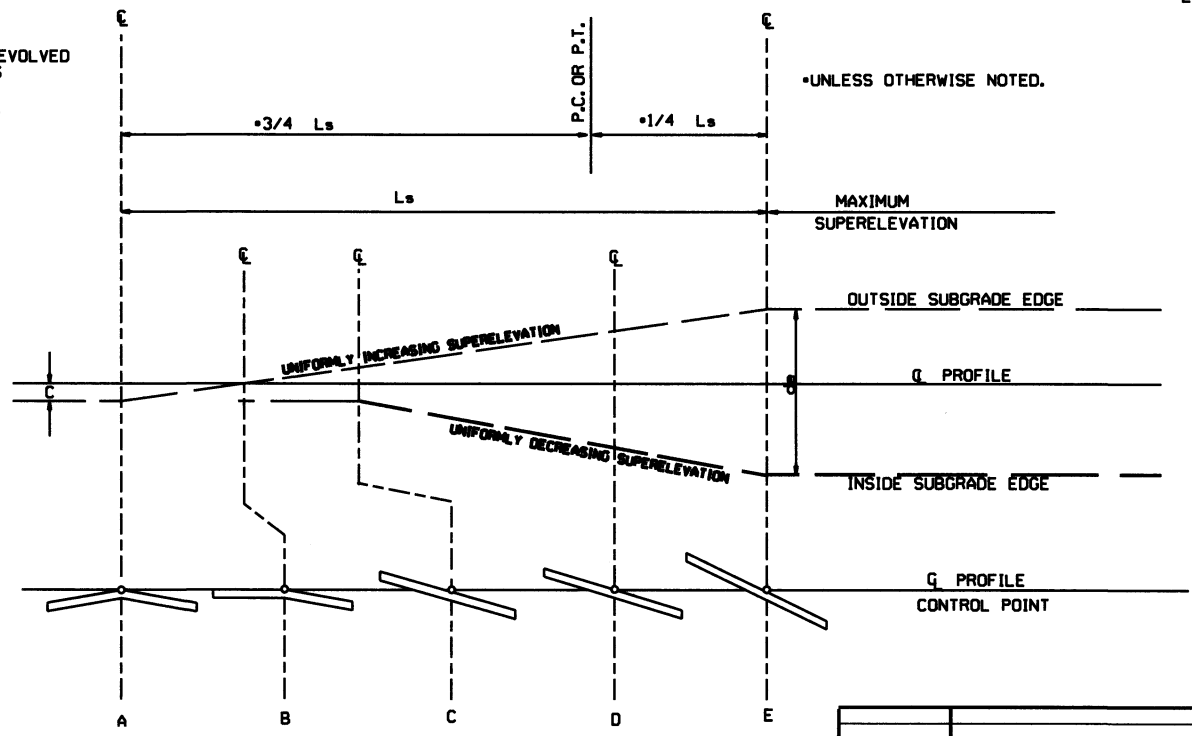 ℄
℄
EVOLVED
P.C. OR P.T.
•UNLESS OTHERWISE NOTED.
•3/4 Ls
•1/4 Ls
Ls
MAXIMUM
SUPERELEVATION
℄
℄
℄
OUTSIDE SUBGRADE EDGE
UNIFORMLY INCREASING SUPERELEVATION
℄ PROFILE
C
UNIFORMLY DECREASING SUPERELEVATION
INSIDE SUBGRADE EDGE
℄ PROFILE
CONTROL POINT
A
B
C
D
E